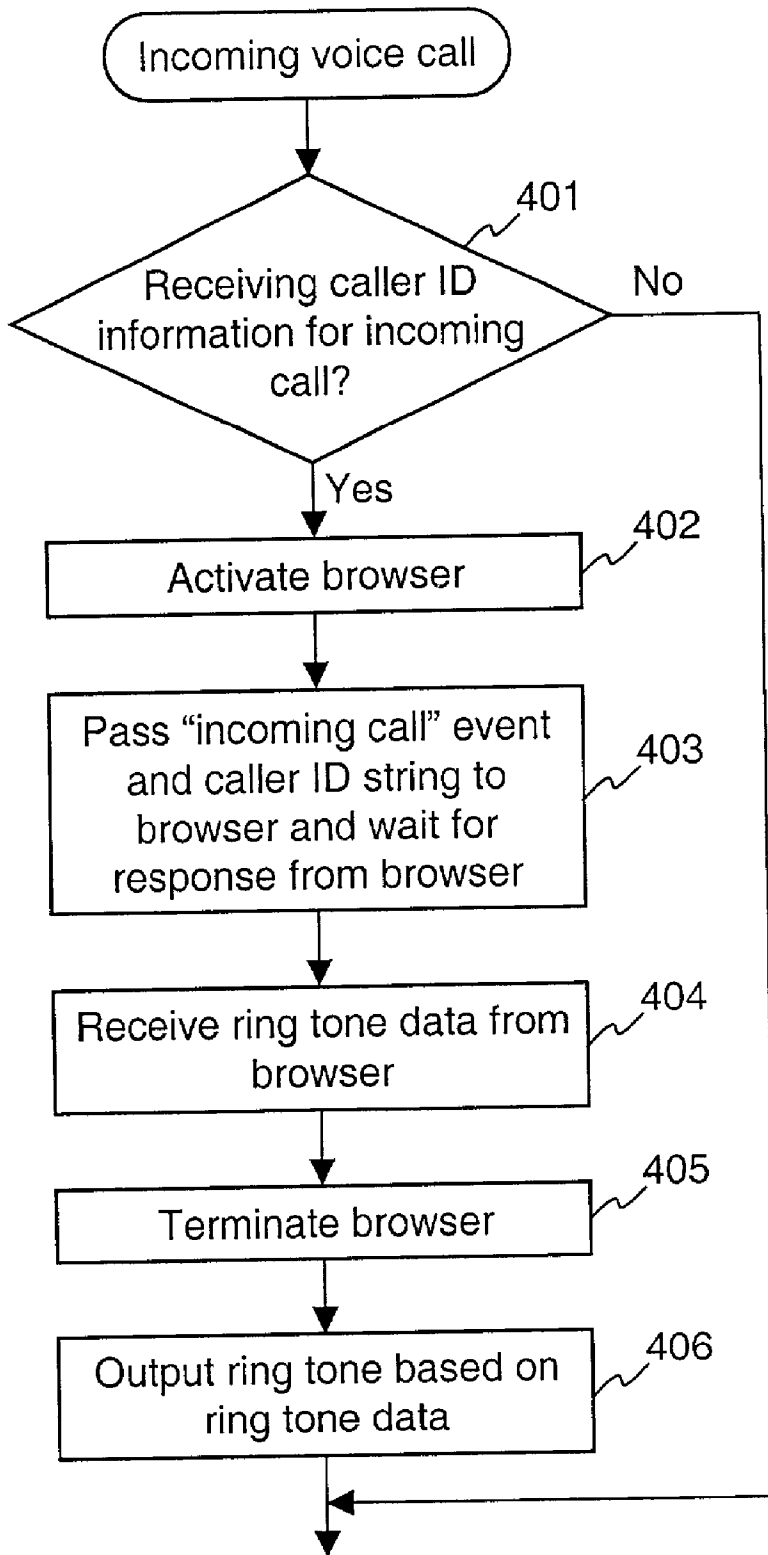 Incoming voice call
401
Receiving caller ID
information for incoming
call?
No
Yes
402
Activate browser
Pass “incoming call” event
and caller ID string to
browser and wait for
response from browser
403
404
Receive ring tone data from
browser
405
Terminate browser
406
Output ring tone based on
ring tone data